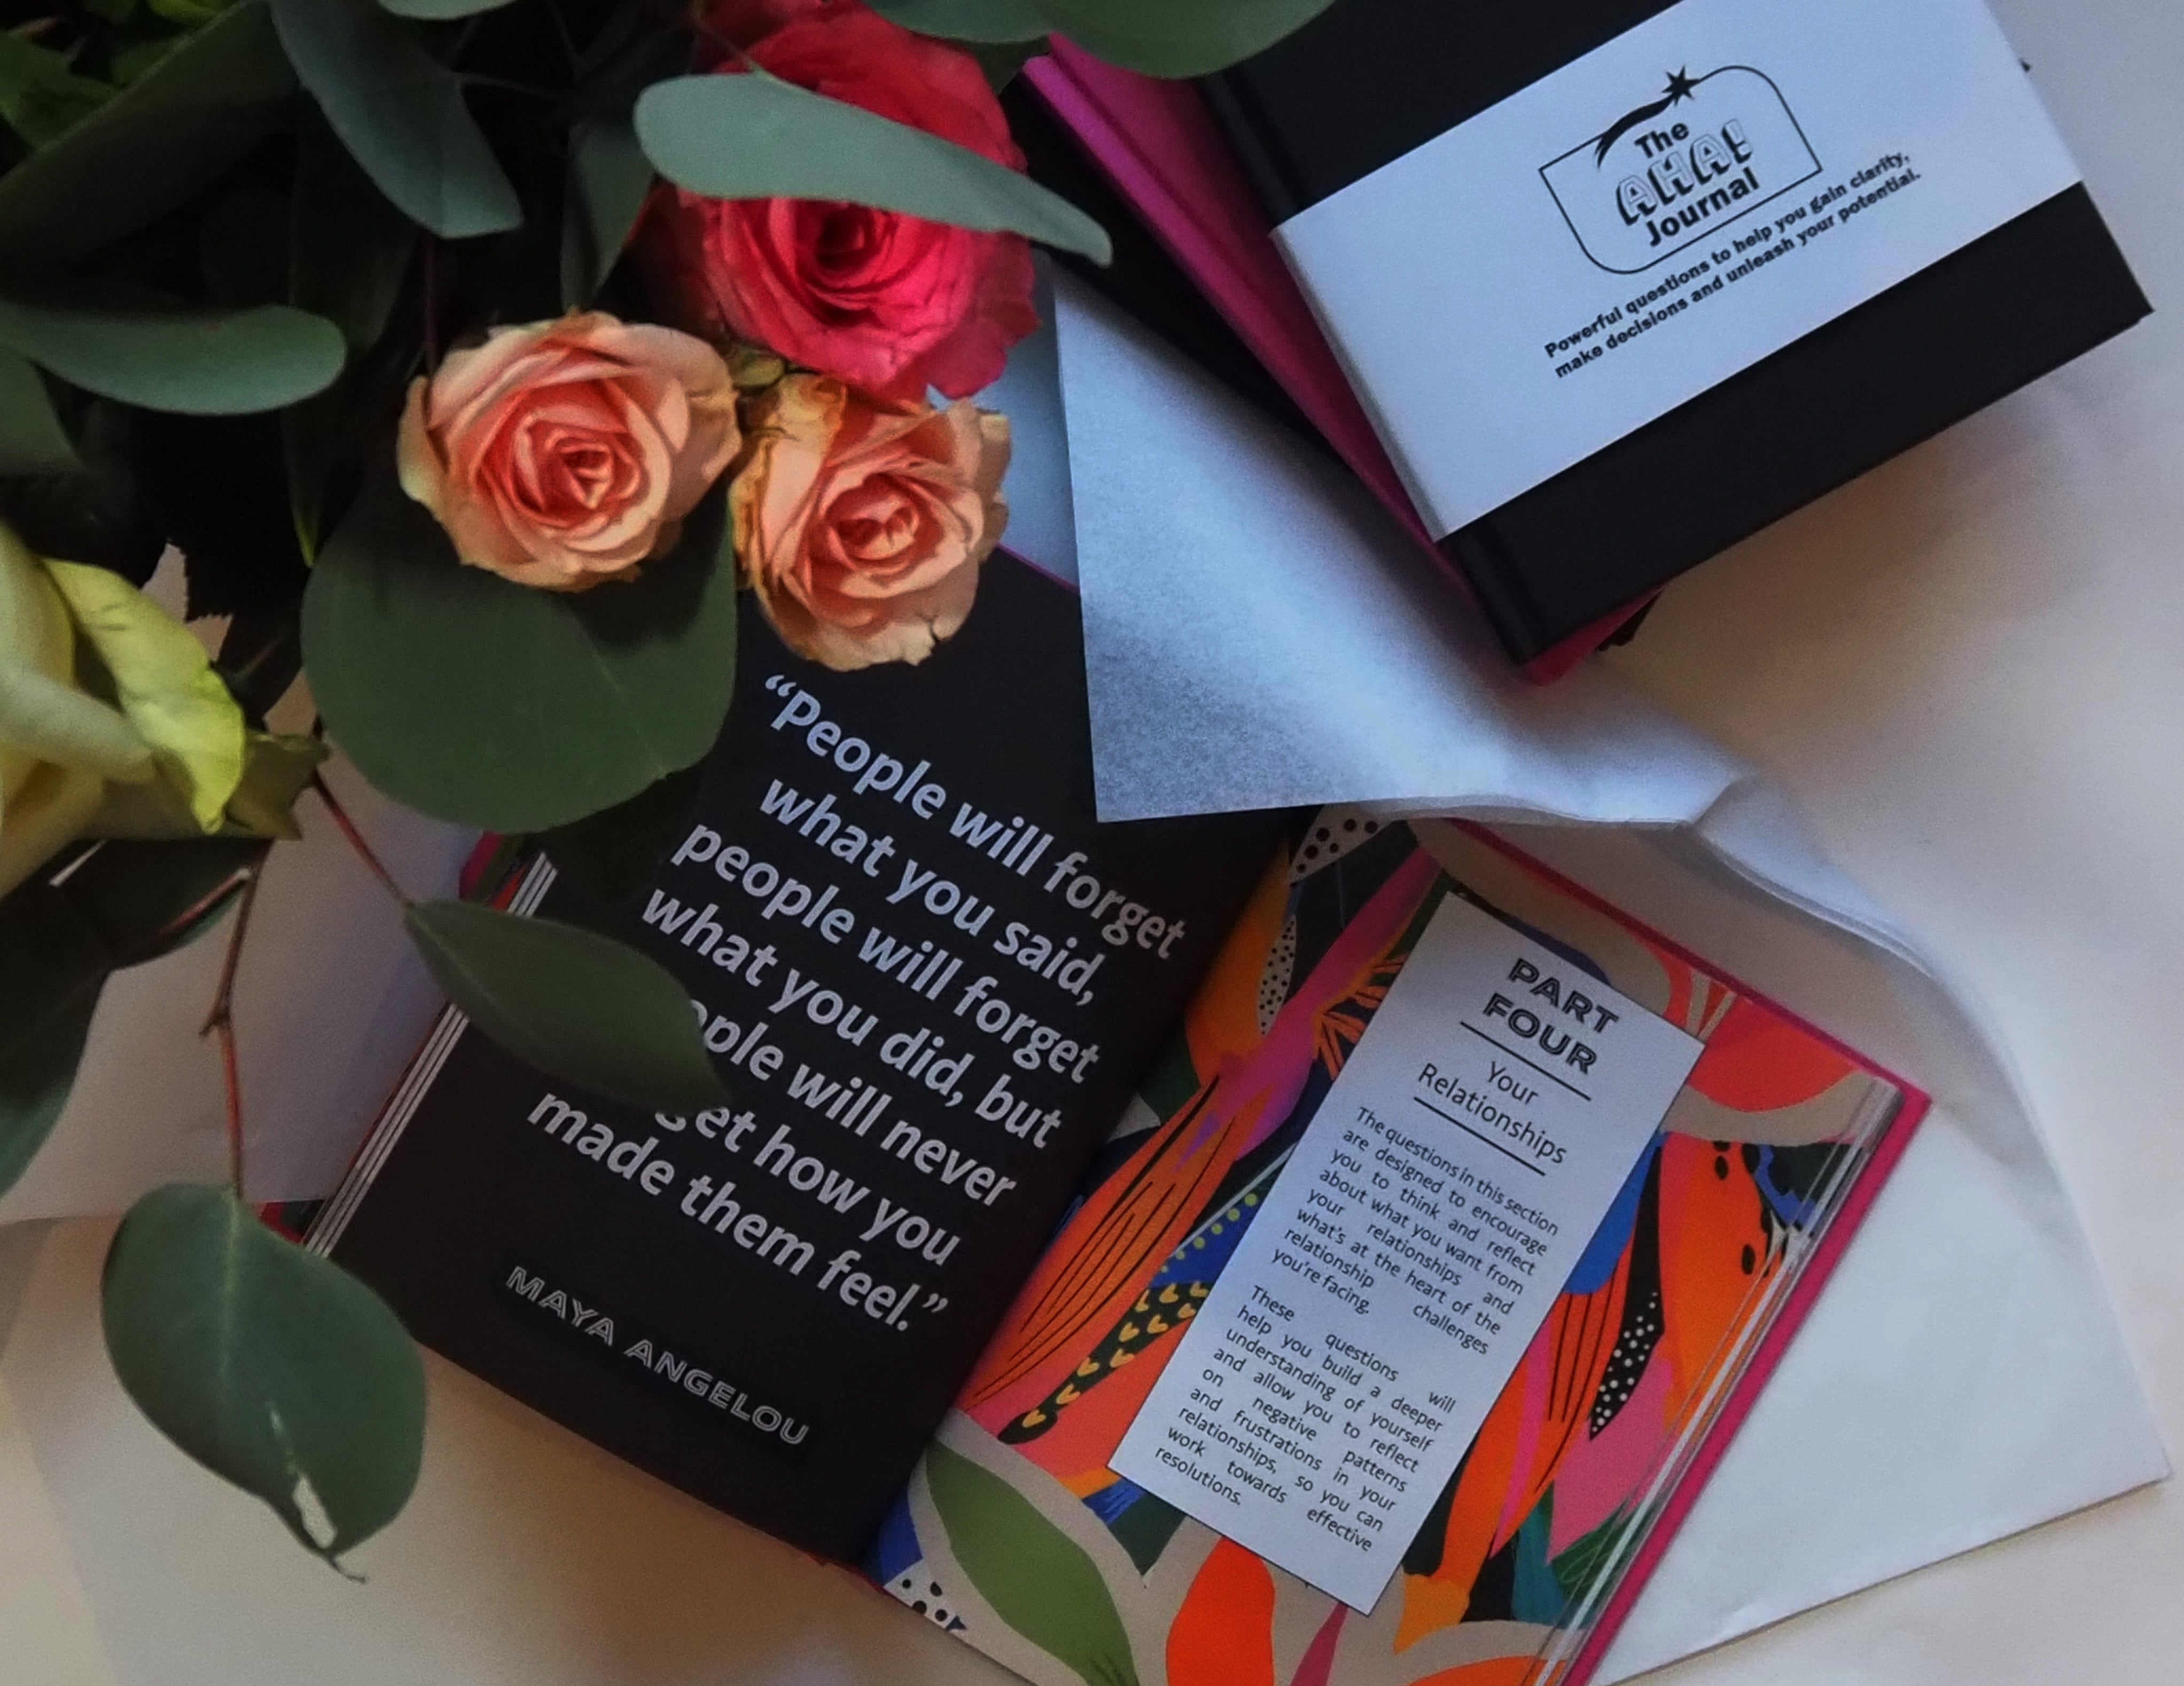 The
AHA!
Journal
Powerful questions to help you gain clarity,
make decisions and unleash your potential.
“People will forget
what you said,
people will forget
what you did, but
will never
how you
made them feel.”
MAYA ANGELOU
PART
FOUR
Your
Relationships
The questions in this section
are designed to encourage
you to think and reflect
about what you want from
your relationships and
what's at the heart of the
relationship challenges
you're facing.
These questions will
help you build a deeper
understanding of yourself
and allow you to reflect
on negative patterns
and frustrations in your
relationships, so you can
work towards effective
resolutions.